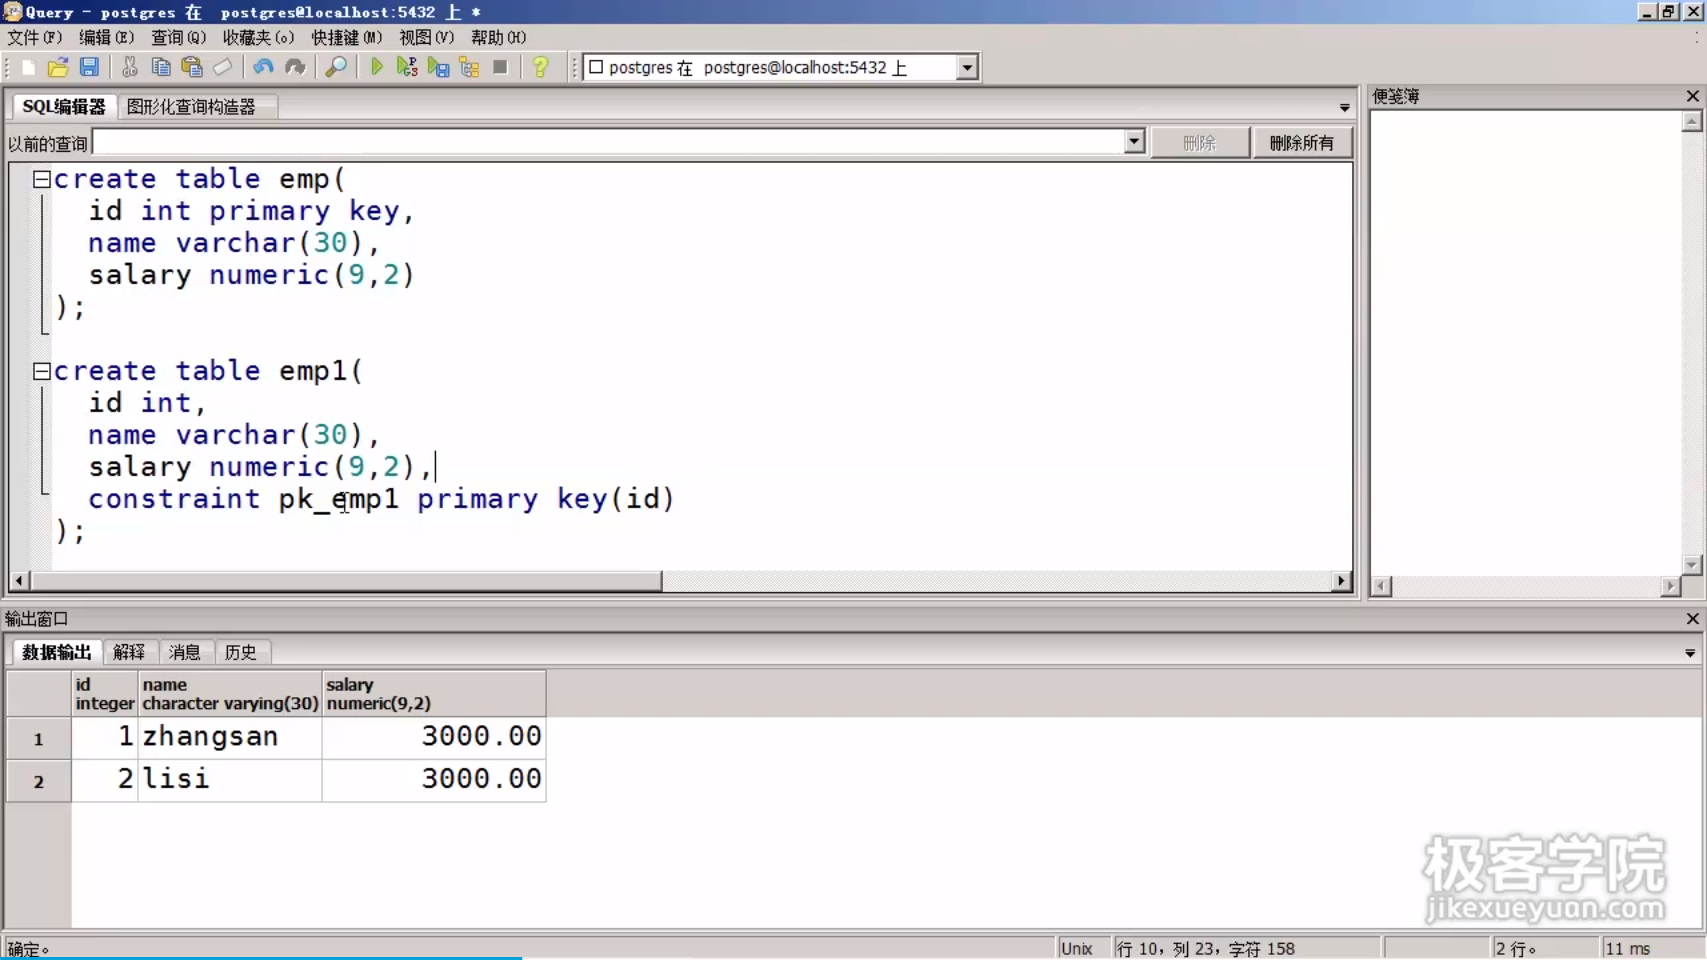 Query - postgres 在 postgres@localhost:5432 上 *
文件(F) 编辑(E) 查询(Q) 收藏夹(o) 快捷键(M) 视图(V) 帮助(H)
postgres 在 postgres@localhost:5432 上
SQL编辑器 图形化查询构造器
便笺簿
以前的查询 删除 删除所有
create table emp(
id int primary key,
name varchar(30),
salary numeric(9,2)
);
create table emp1(
id int,
name varchar(30),
salary numeric(9,2),
constraint pk_emp1 primary key(id)
);
输出窗口
数据输出 解释 消息 历史
id name salary
integer character varying(30) numeric(9,2)
1 1 zhangsan 3000.00
2 2 lisi 3000.00
极客学院
jikexueyuan.com
确定。 Unix 行 10, 列 23, 字符 158 2 行。 11 ms